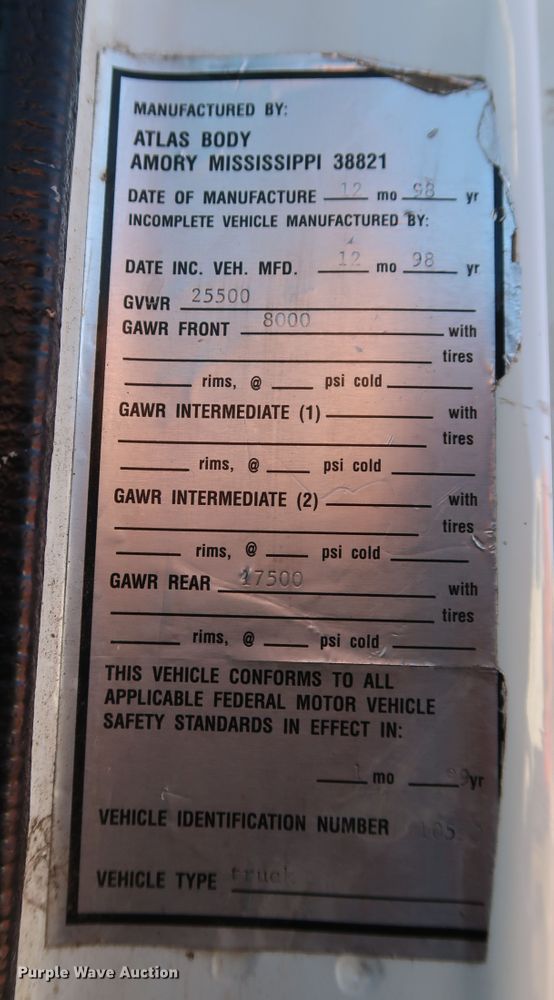 MANUFACTURED BY:
ATLAS BODY
AMORY MISSISSIPPI 38821
DATE OF MANUFACTURE 12 mo 98 yr
INCOMPLETE VEHICLE MANUFACTURED BY:
DATE INC. VEH. MFD. 12 mo 98 yr
GVWR 25500
GAWR FRONT 8000 with
tires
rims, @ psi cold
GAWR INTERMEDIATE (1) with
tires
rims, @ psi cold
GAWR INTERMEDIATE (2) with
tires
rims, @ psi cold
GAWR REAR 17500 with
tires
rims, @ psi cold
THIS VEHICLE CONFORMS TO ALL
APPLICABLE FEDERAL MOTOR VEHICLE
SAFETY STANDARDS IN EFFECT IN:
1 mo yr
VEHICLE IDENTIFICATION NUMBER
VEHICLE TYPE truck
Purple Wave Auction